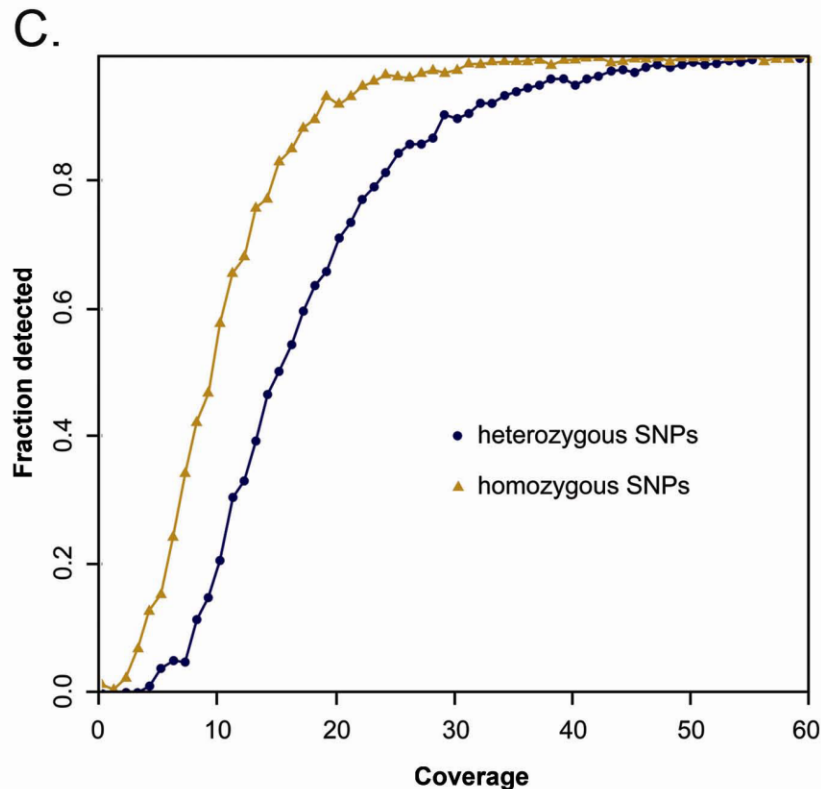 C.
Fraction detected
0.8
0.6
0.4
0.2
0.0
heterozygous SNPs
homozygous SNPs
0 10 20 30 40 50 60
Coverage